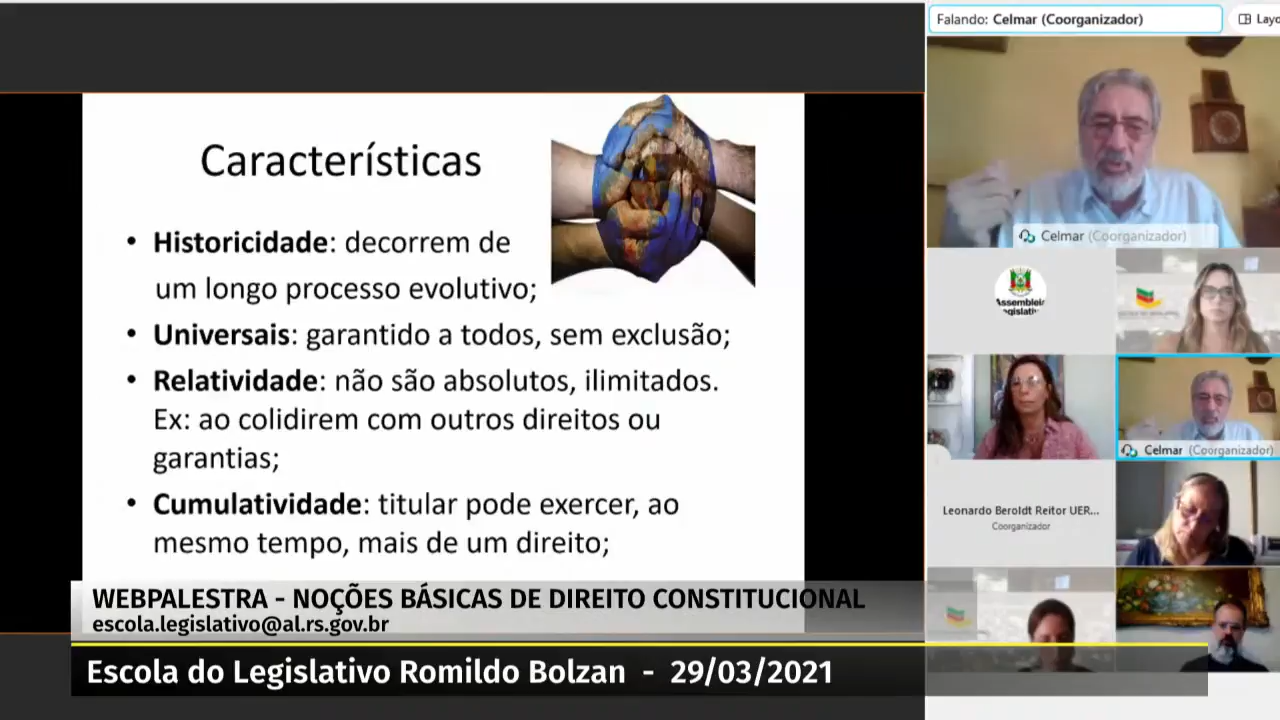 Falando: Celmar (Coorganizador)
Layo
Características
• Historicidade: decorrem de
um longo processo evolutivo;
• Universais: garantido a todos, sem exclusão;
• Relatividade: não são absolutos, ilimitados.
Ex: ao colidirem com outros direitos ou
garantias;
• Cumulatividade: titular pode exercer, ao
mesmo tempo, mais de um direito;
Celmar (Coorganizador)
Assembleia
Legislativ
Celmar (Coorganizador)
Leonardo Beroldt Reitor UER...
Coorganizador
WEBPALESTRA - NOÇÕES BÁSICAS DE DIREITO CONSTITUCIONAL
escola.legislativo@al.rs.gov.br
Escola do Legislativo Romildo Bolzan - 29/03/2021